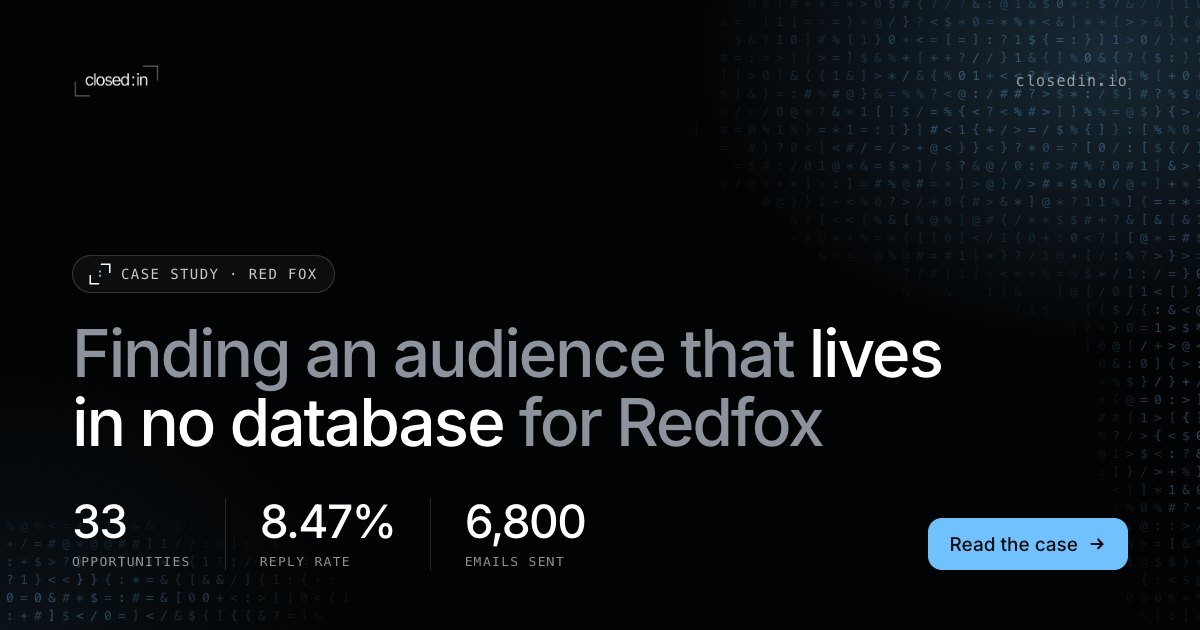 closed:in
closedin.io
CASE STUDY · RED FOX
Finding an audience that lives
in no database for Redfox
33
OPPORTUNITIES
8.47%
REPLY RATE
6,800
EMAILS SENT
Read the case →